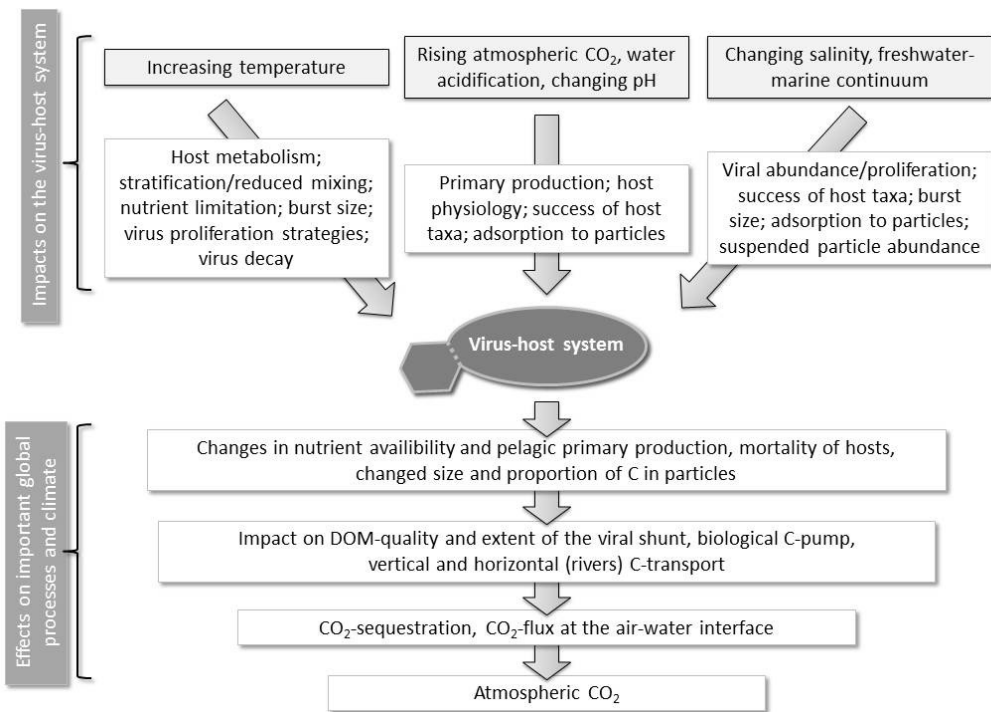 Impacts on the virus-host system
Increasing temperature
Rising atmospheric CO₂, water
acidification, changing pH
Changing salinity, freshwater-
marine continuum
Host metabolism;
stratification/reduced mixing;
nutrient limitation; burst size;
virus proliferation strategies;
virus decay
Primary production; host
physiology; success of host
taxa; adsorption to particles
Viral abundance/proliferation;
success of host taxa; burst
size; adsorption to particles;
suspended particle abundance
Virus-host system
Effects on important global
processes and climate
Changes in nutrient availibility and pelagic primary production, mortality of hosts,
changed size and proportion of C in particles
Impact on DOM-quality and extent of the viral shunt, biological C-pump,
vertical and horizontal (rivers) C-transport
CO₂-sequestration, CO₂-flux at the air-water interface
Atmospheric CO₂